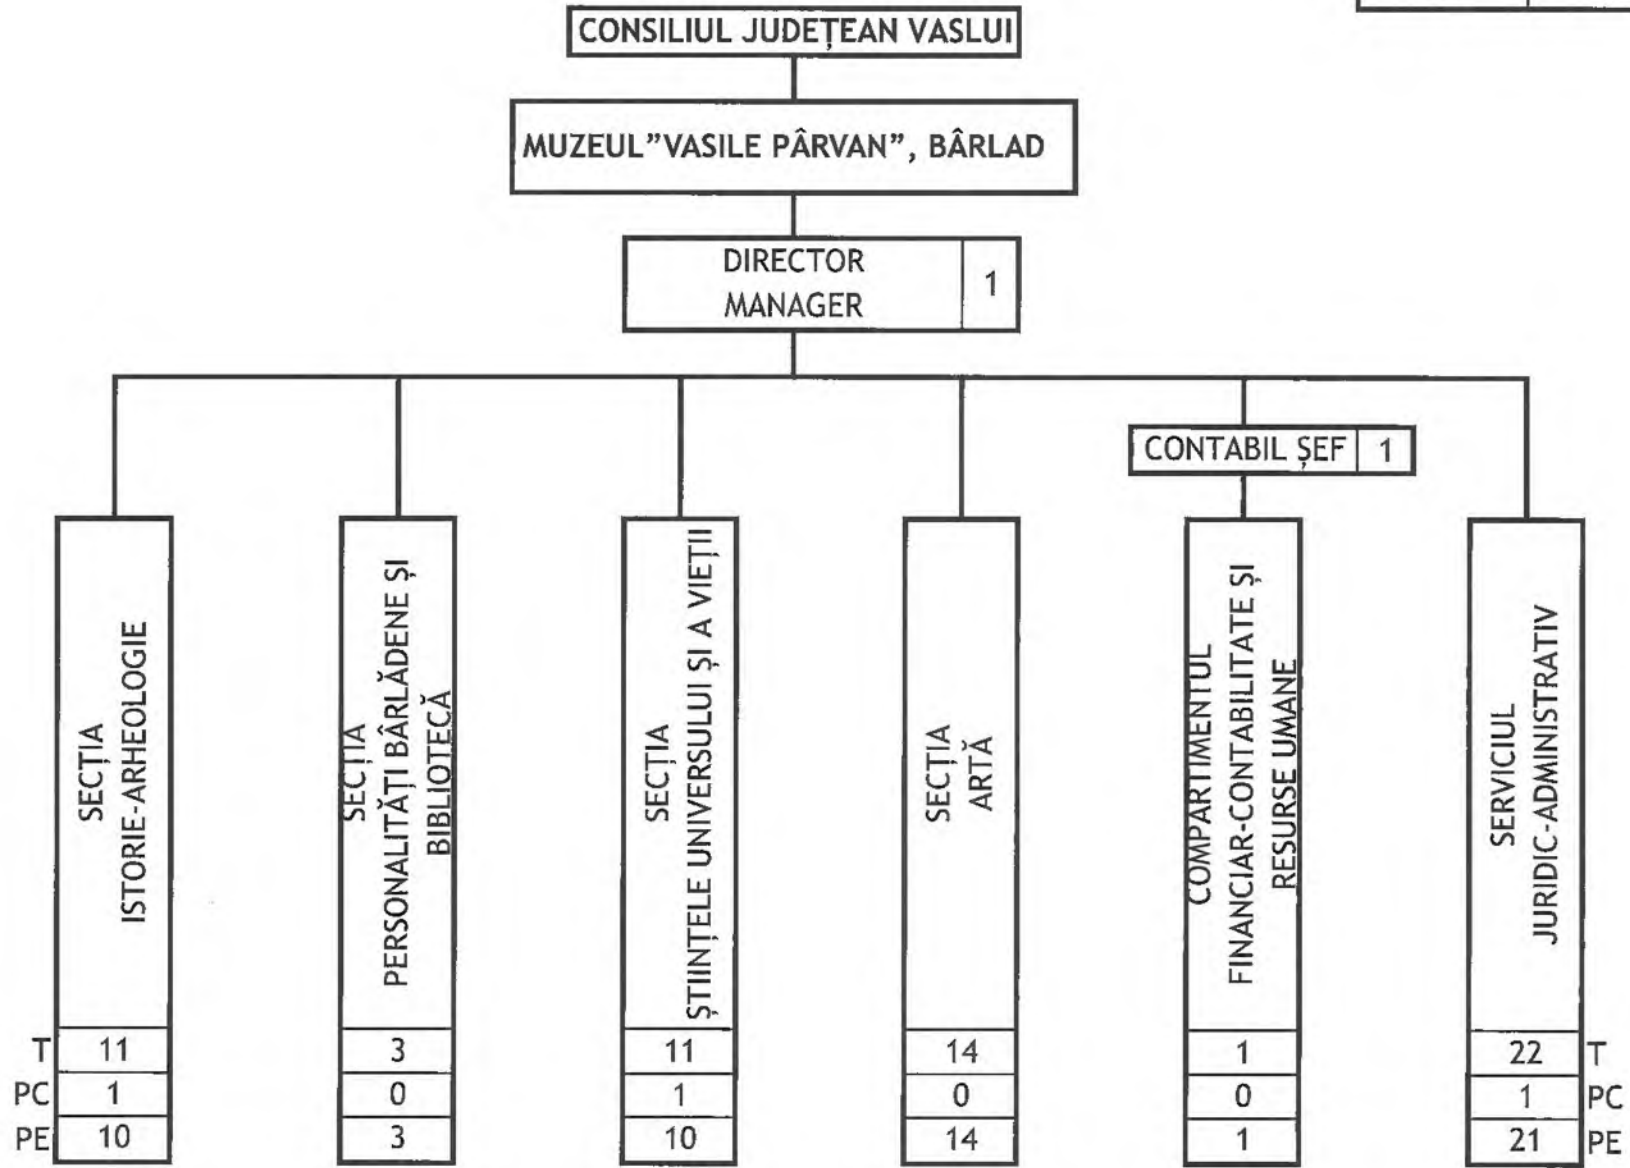 CONSILIUL JUDEȚEAN VASLUI
MUZEUL"VASILE PÂRVAN", BÂRLAD
DIRECTOR
MANAGER
1
CONTABIL ȘEF
1
SECȚIA
ISTORIE-ARHEOLOGIE
SECȚIA
PERSONALITĂȚI BÂRLĂDENE ȘI
BIBLIOTECĂ
SECȚIA
ȘTIINȚELE UNIVERSULUI ȘI A VIEȚII
SECȚIA
ARTĂ
COMPARTIMENTUL
FINANCIAR-CONTABILITATE ȘI
RESURSE UMANE
SERVICIUL
JURIDIC-ADMINISTRATIV
T 11 3 11 14 1 22 T
PC 1 0 1 0 0 1 PC
PE 10 3 10 14 1 21 PE